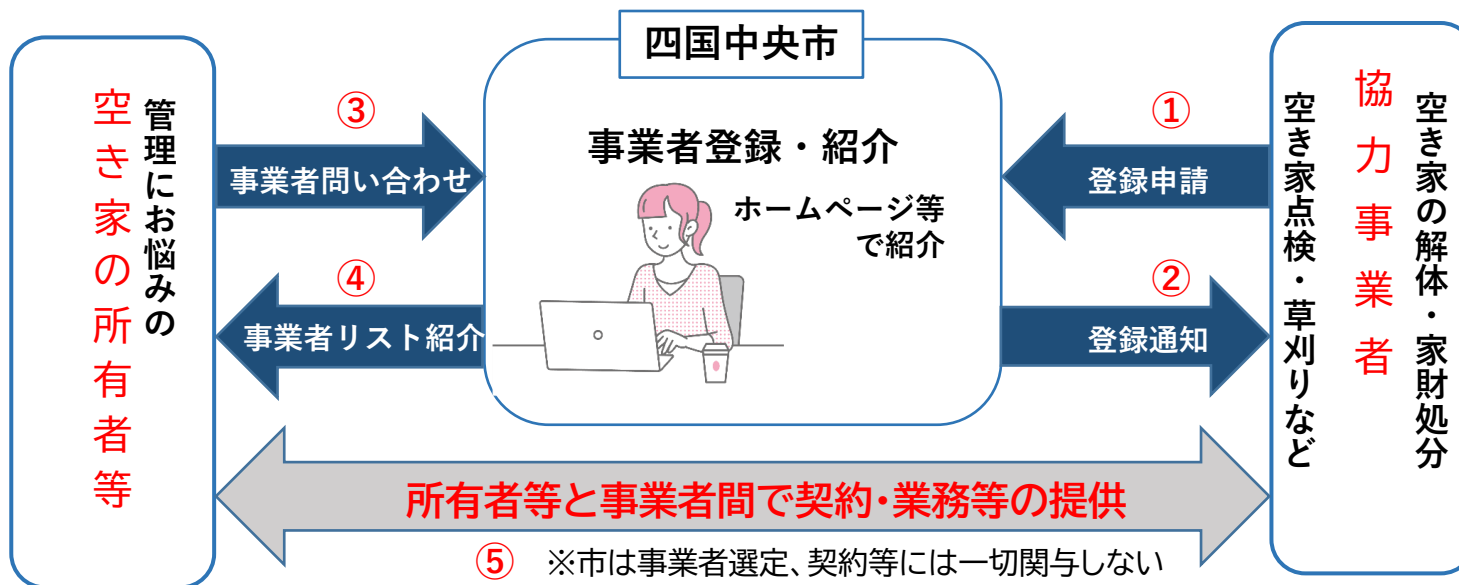 四国中央市
管理にお悩みの
空き家の所有者等
③
事業者問い合わせ
④
事業者リスト紹介
事業者登録・紹介
ホームページ等
で紹介
①
登録申請
②
登録通知
空き家の解体・家財処分
協力事業者
空き家点検・草刈りなど
所有者等と事業者間で契約・業務等の提供
⑤ ※市は事業者選定、契約等には一切関与しない